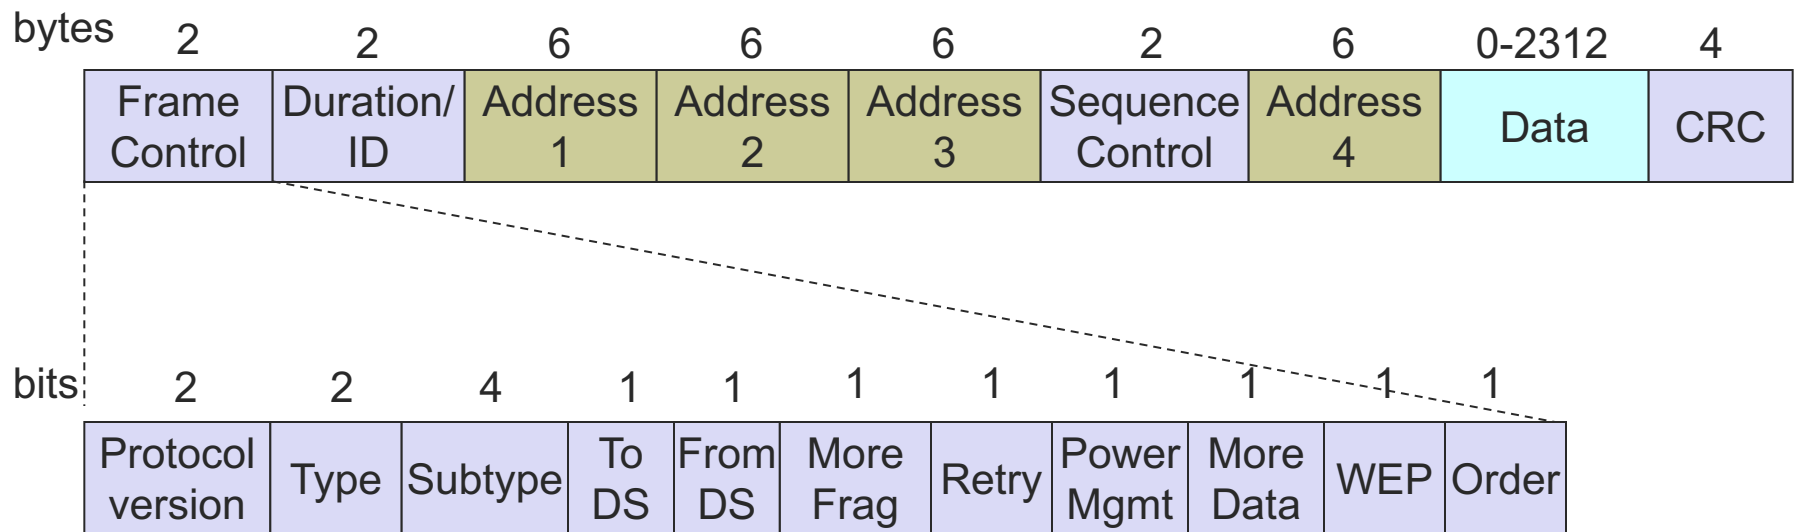 bytes 2 2 6 6 6 2 6 0-2312 4
Frame Control Duration/ ID Address 1 Address 2 Address 3 Sequence Control Address 4 Data CRC
bits 2 2 4 1 1 1 1 1 1 1 1
Protocol version Type Subtype To DS From DS More Frag Retry Power Mgmt More Data WEP Order